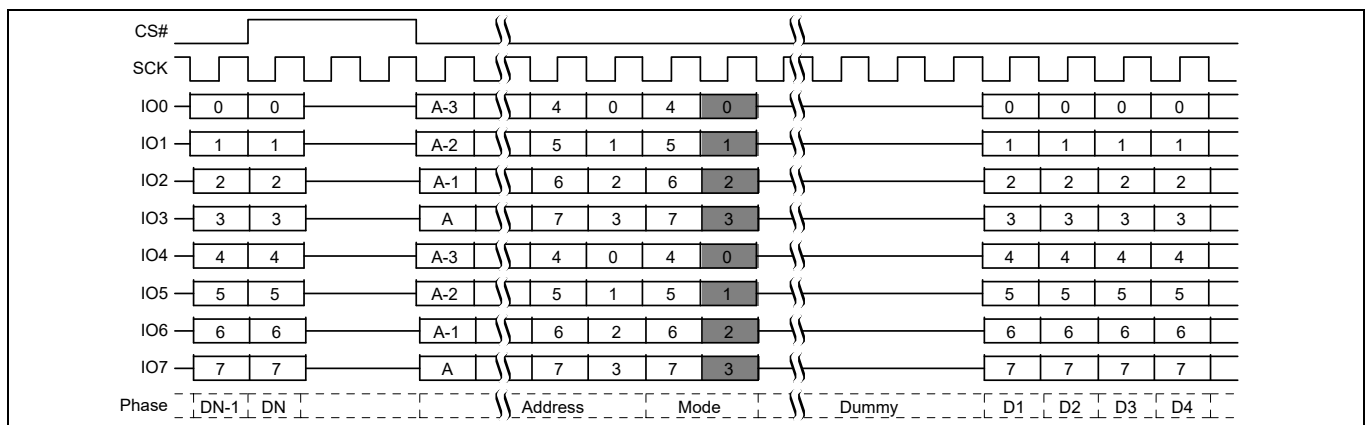 CS#
SCK
IO0 0 0 A-3 4 0 4 0 0 0 0 0
IO1 1 1 A-2 5 1 5 1 1 1 1 1
IO2 2 2 A-1 6 2 6 2 2 2 2 2
IO3 3 3 A 7 3 7 3 3 3 3 3
IO4 4 4 A-3 4 0 4 0 4 4 4 4
IO5 5 5 A-2 5 1 5 1 5 5 5 5
IO6 6 6 A-1 6 2 6 2 6 6 6 6
IO7 7 7 A 7 3 7 3 7 7 7 7
Phase DN-1 DN Address Mode Dummy D1 D2 D3 D4